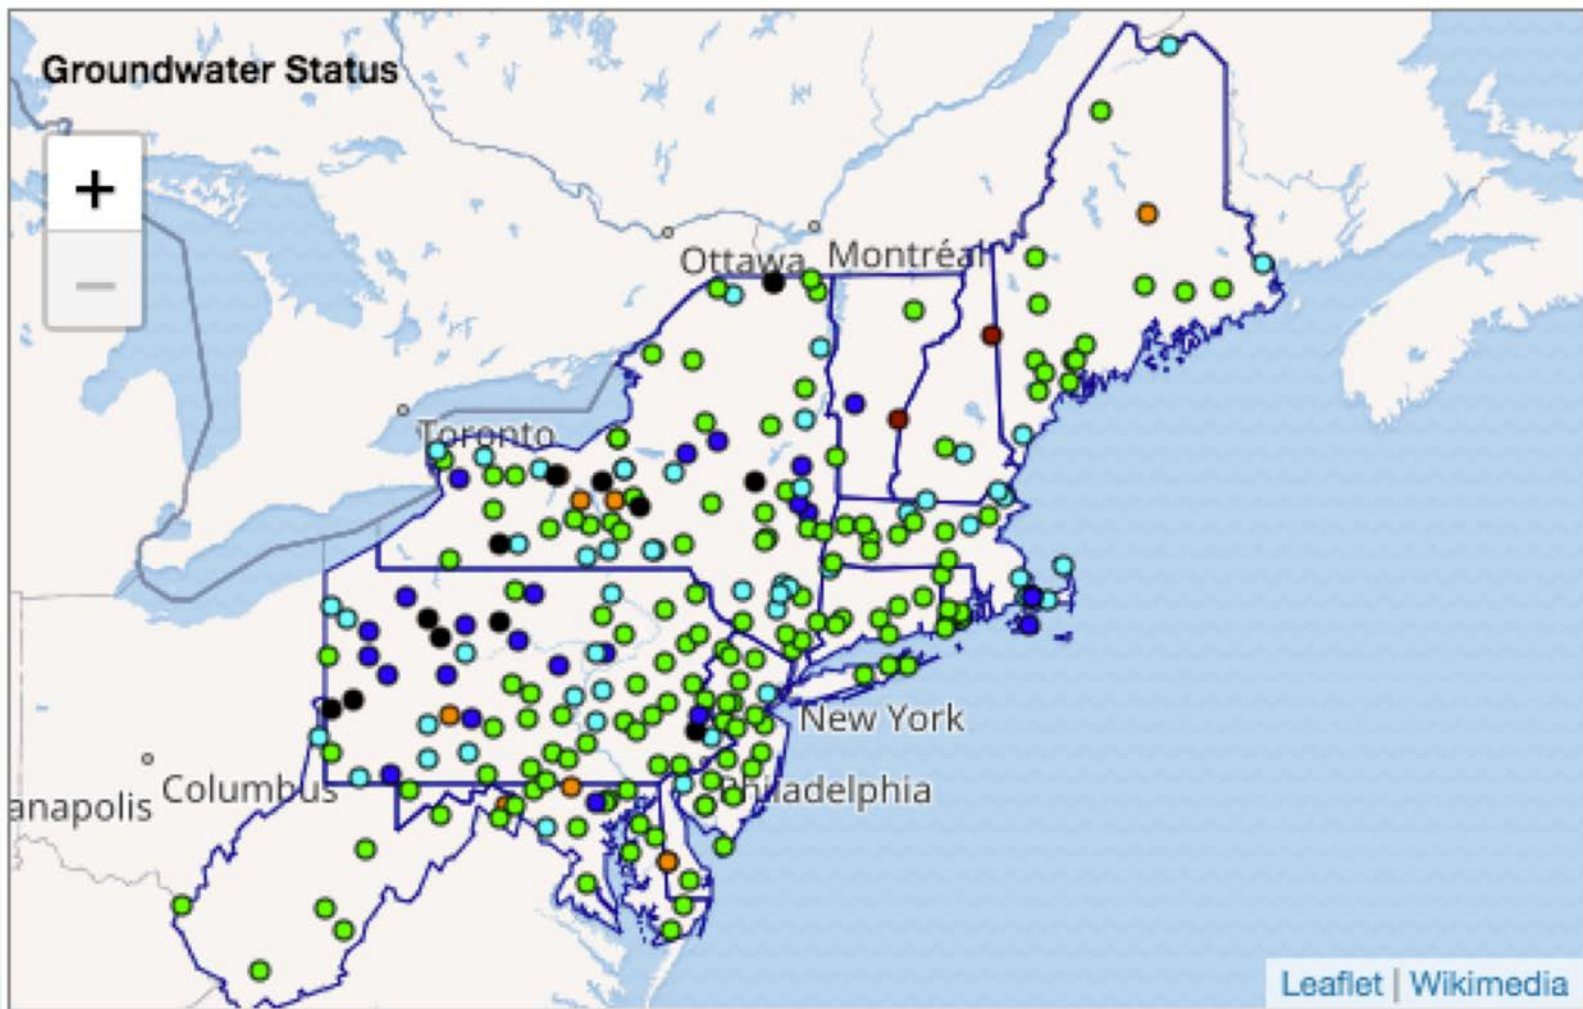 Groundwater Status
+
−
Ottawa
Montréal
Toronto
New York
Columbus
Philadelphia
anapolis
Leaflet | Wikimedia